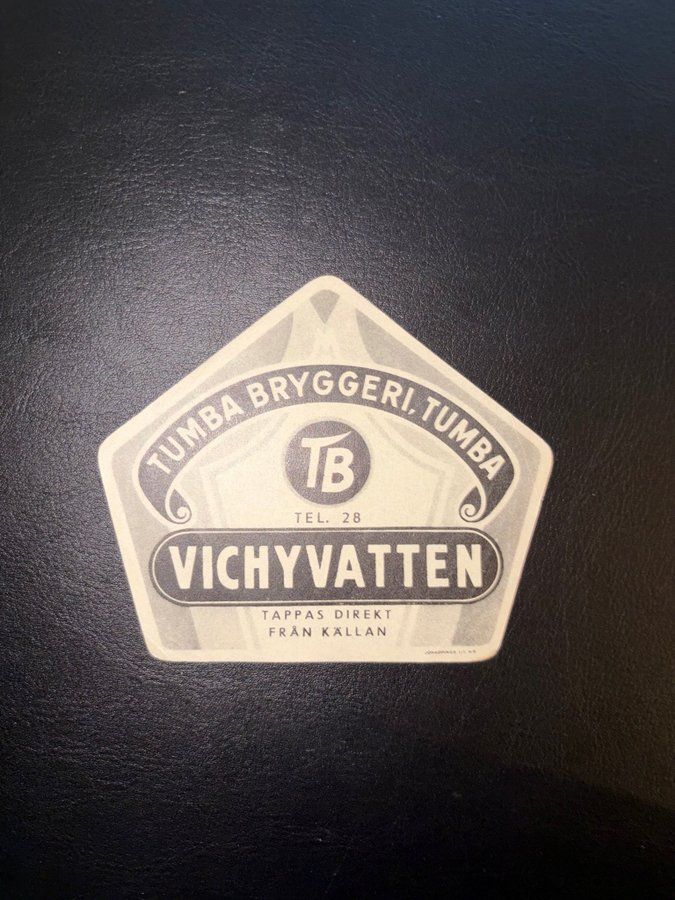 TUMBA BRYGGERI, TUMBA
TB
TEL. 28
VICHYVATTEN
TAPPAS DIREKT
FRÅN KÄLLAN